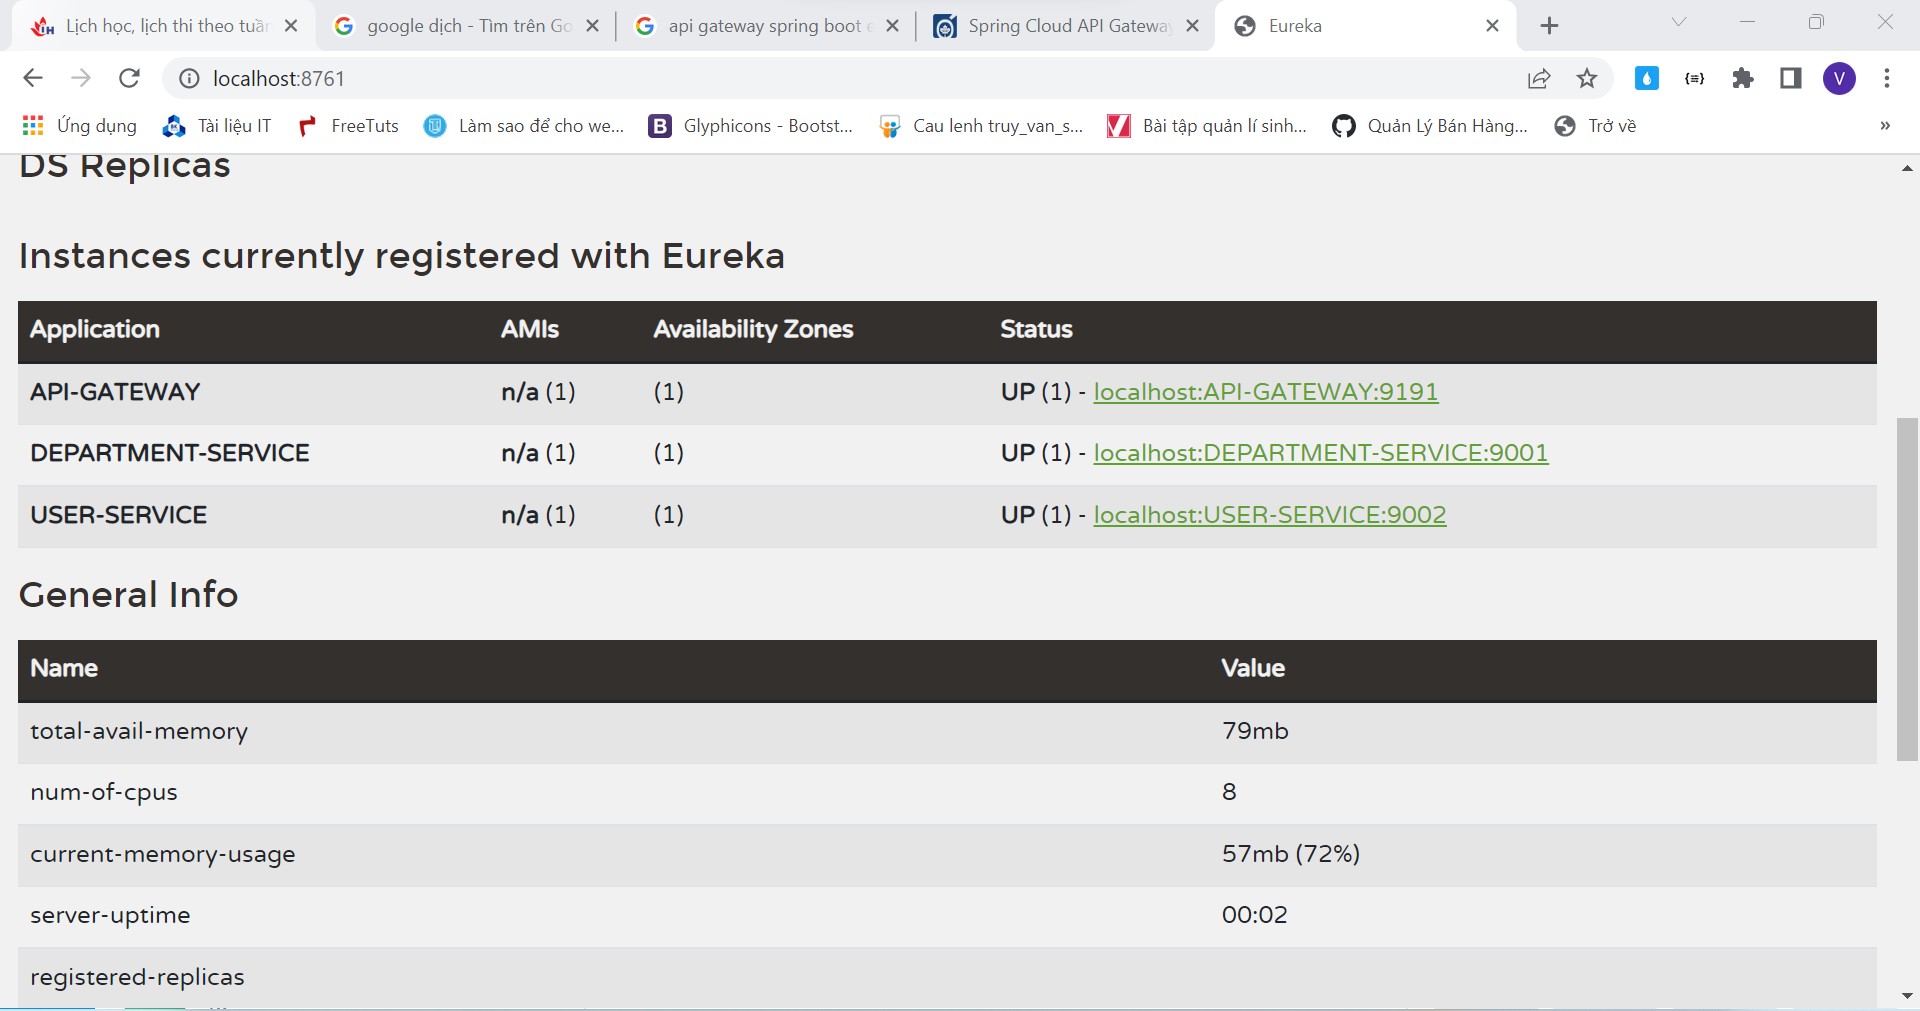 Lịch học, lịch thi theo tuần
google dịch - Tìm trên Go
api gateway spring boot e
Spring Cloud API Gateway
Eureka
localhost:8761
V
Ứng dụng
Tài liệu IT
FreeTuts
Làm sao để cho we...
B
Glyphicons - Bootst...
Cau lenh truy_van_s...
Bài tập quản lí sinh...
Quản Lý Bán Hàng...
Trở về
»
DS Replicas
Instances currently registered with Eureka
Application AMIs Availability Zones Status
API-GATEWAY n/a (1) (1) UP (1) - localhost:API-GATEWAY:9191
DEPARTMENT-SERVICE n/a (1) (1) UP (1) - localhost:DEPARTMENT-SERVICE:9001
USER-SERVICE n/a (1) (1) UP (1) - localhost:USER-SERVICE:9002
General Info
Name Value
total-avail-memory 79mb
num-of-cpus 8
current-memory-usage 57mb (72%)
server-uptime 00:02
registered-replicas